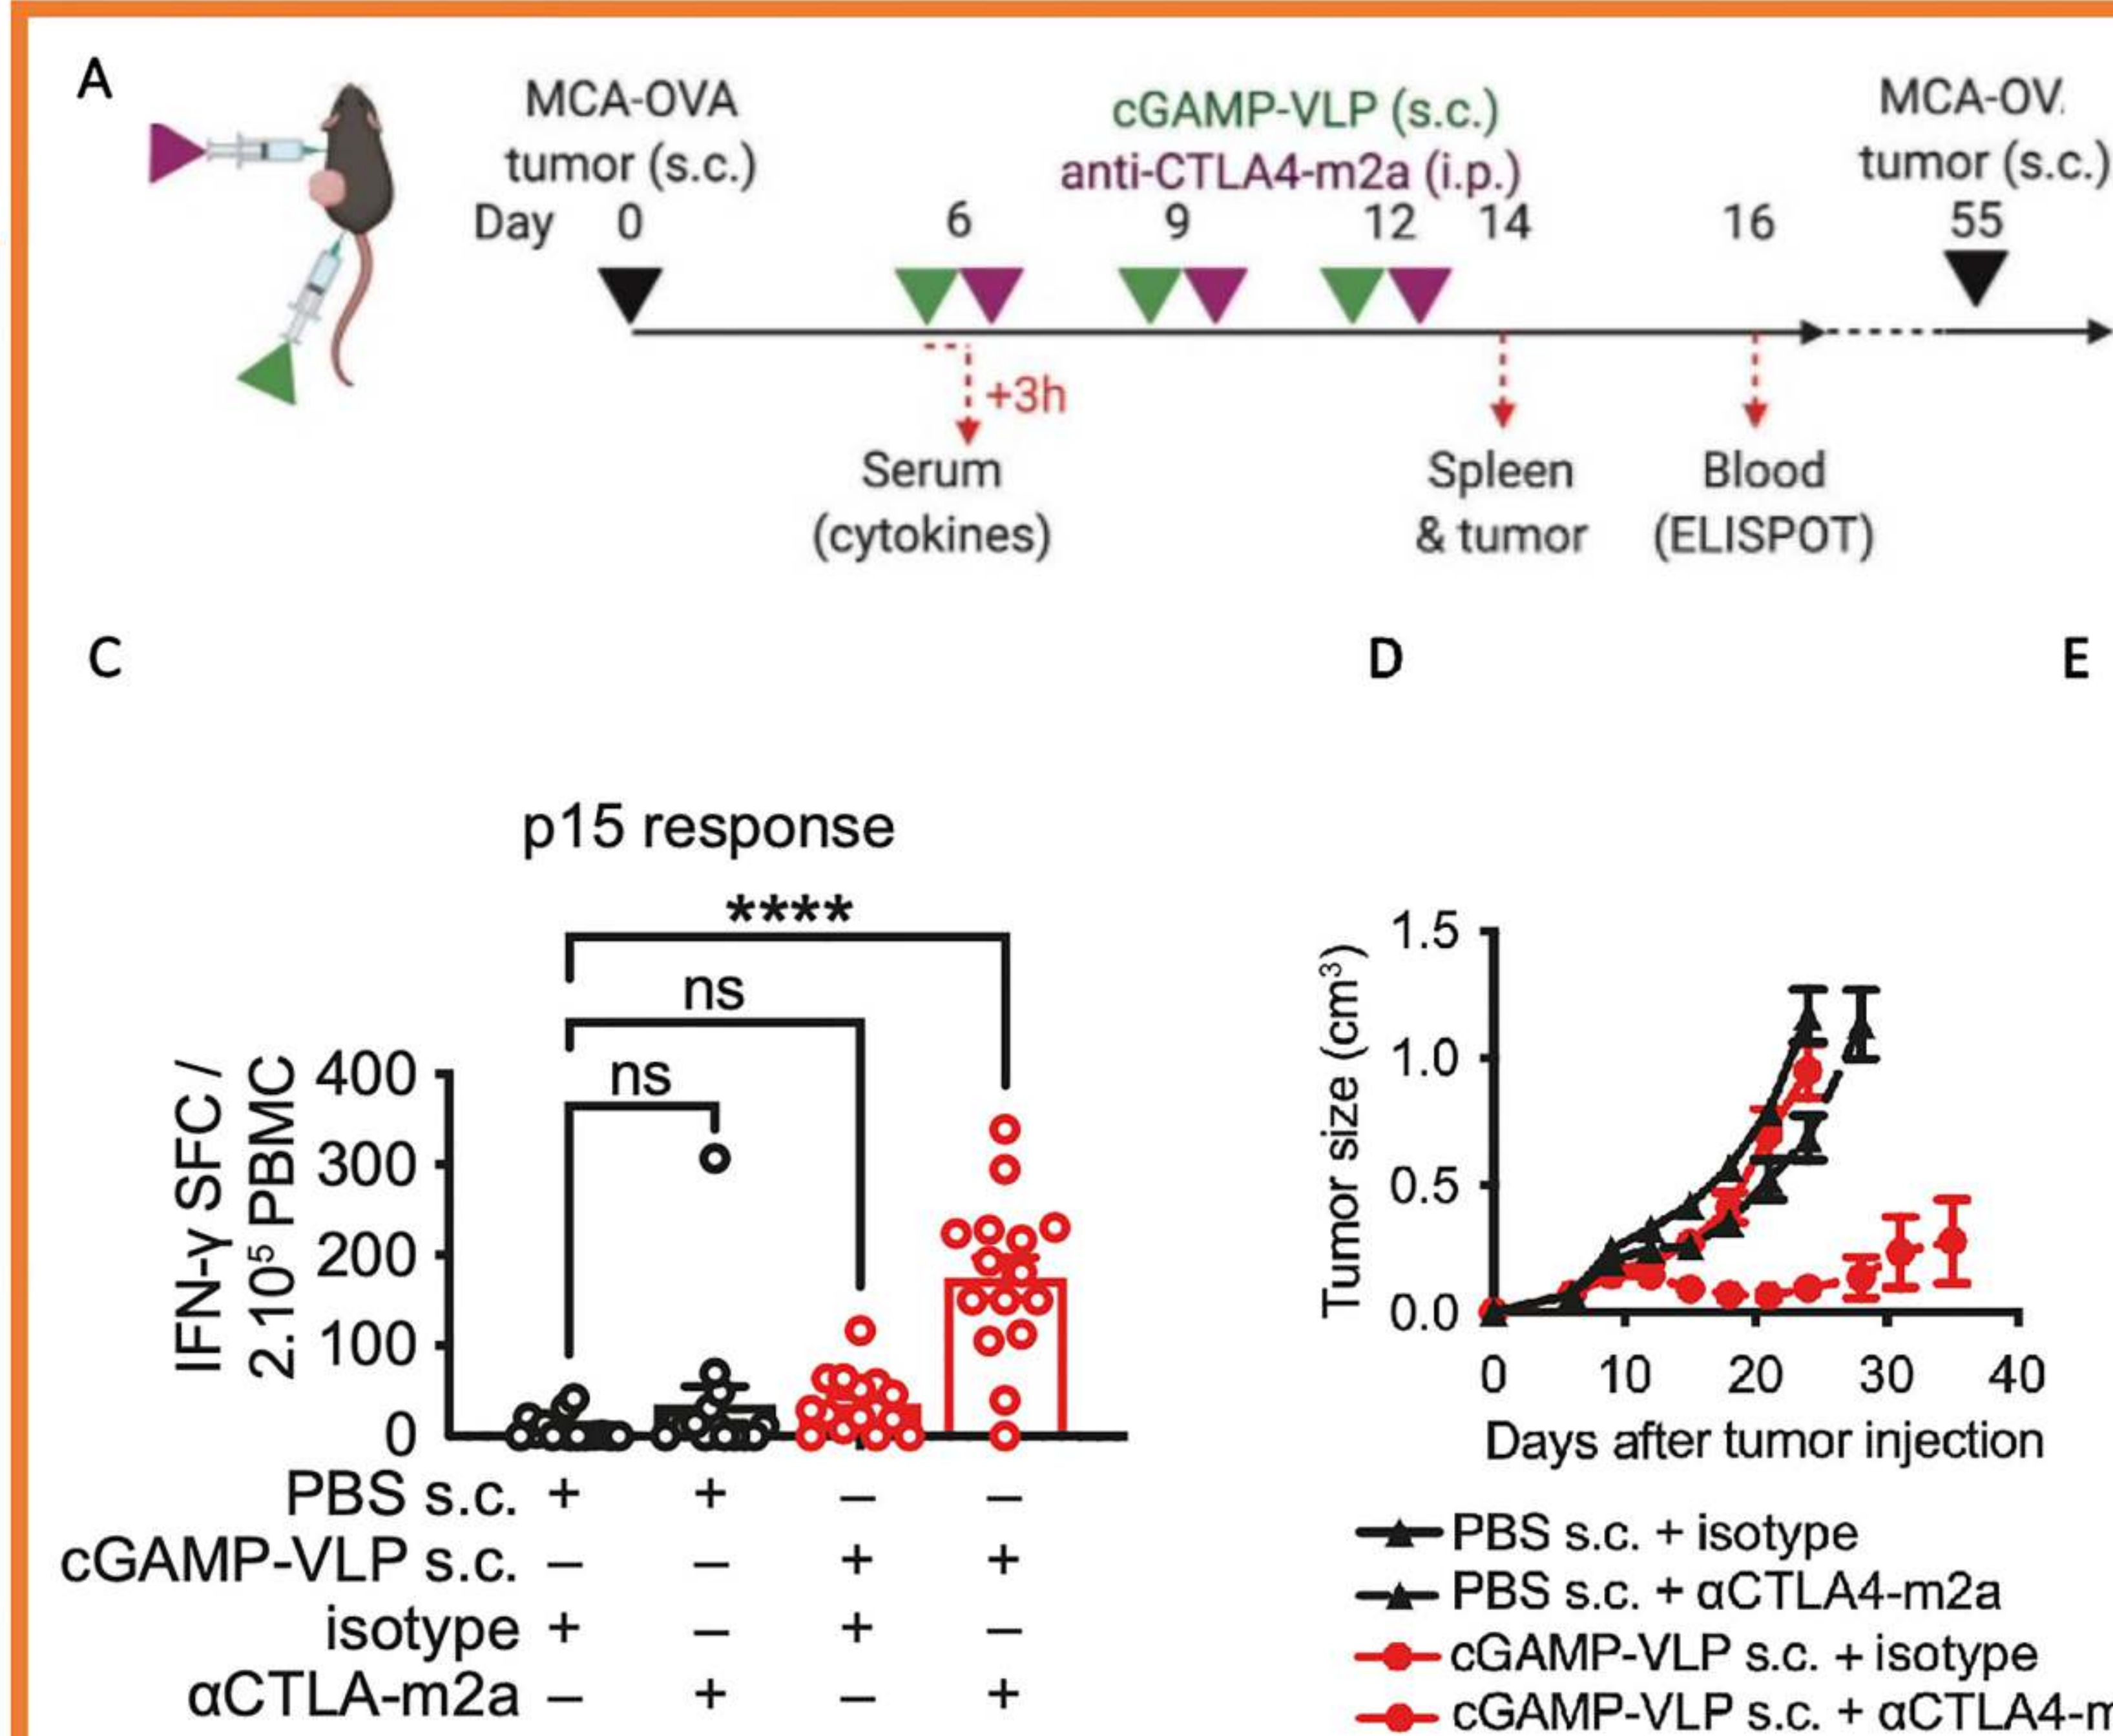 A
MCA-OVA
tumor (s.c.)
cGAMP-VLP (s.c.)
anti-CTLA4-m2a (i.p.)
MCA-OV
tumor (s.c.)
Day 0 6 9 12 14 16 55
+3h
Serum
(cytokines)
Spleen
& tumor
Blood
(ELISPOT)
C
p15 response
****
ns
ns
IFN-γ SFC /
2.10⁵ PBMC
400
300
200
100
0
PBS s.c. + + – –
cGAMP-VLP s.c. – – + +
isotype + – + –
αCTLA-m2a – + – +
D
Tumor size (cm³)
1.5
1.0
0.5
0.0
0 10 20 30 40
Days after tumor injection
PBS s.c. + isotype
PBS s.c. + αCTLA4-m2a
cGAMP-VLP s.c. + isotype
cGAMP-VLP s.c. + αCTLA4-m
E